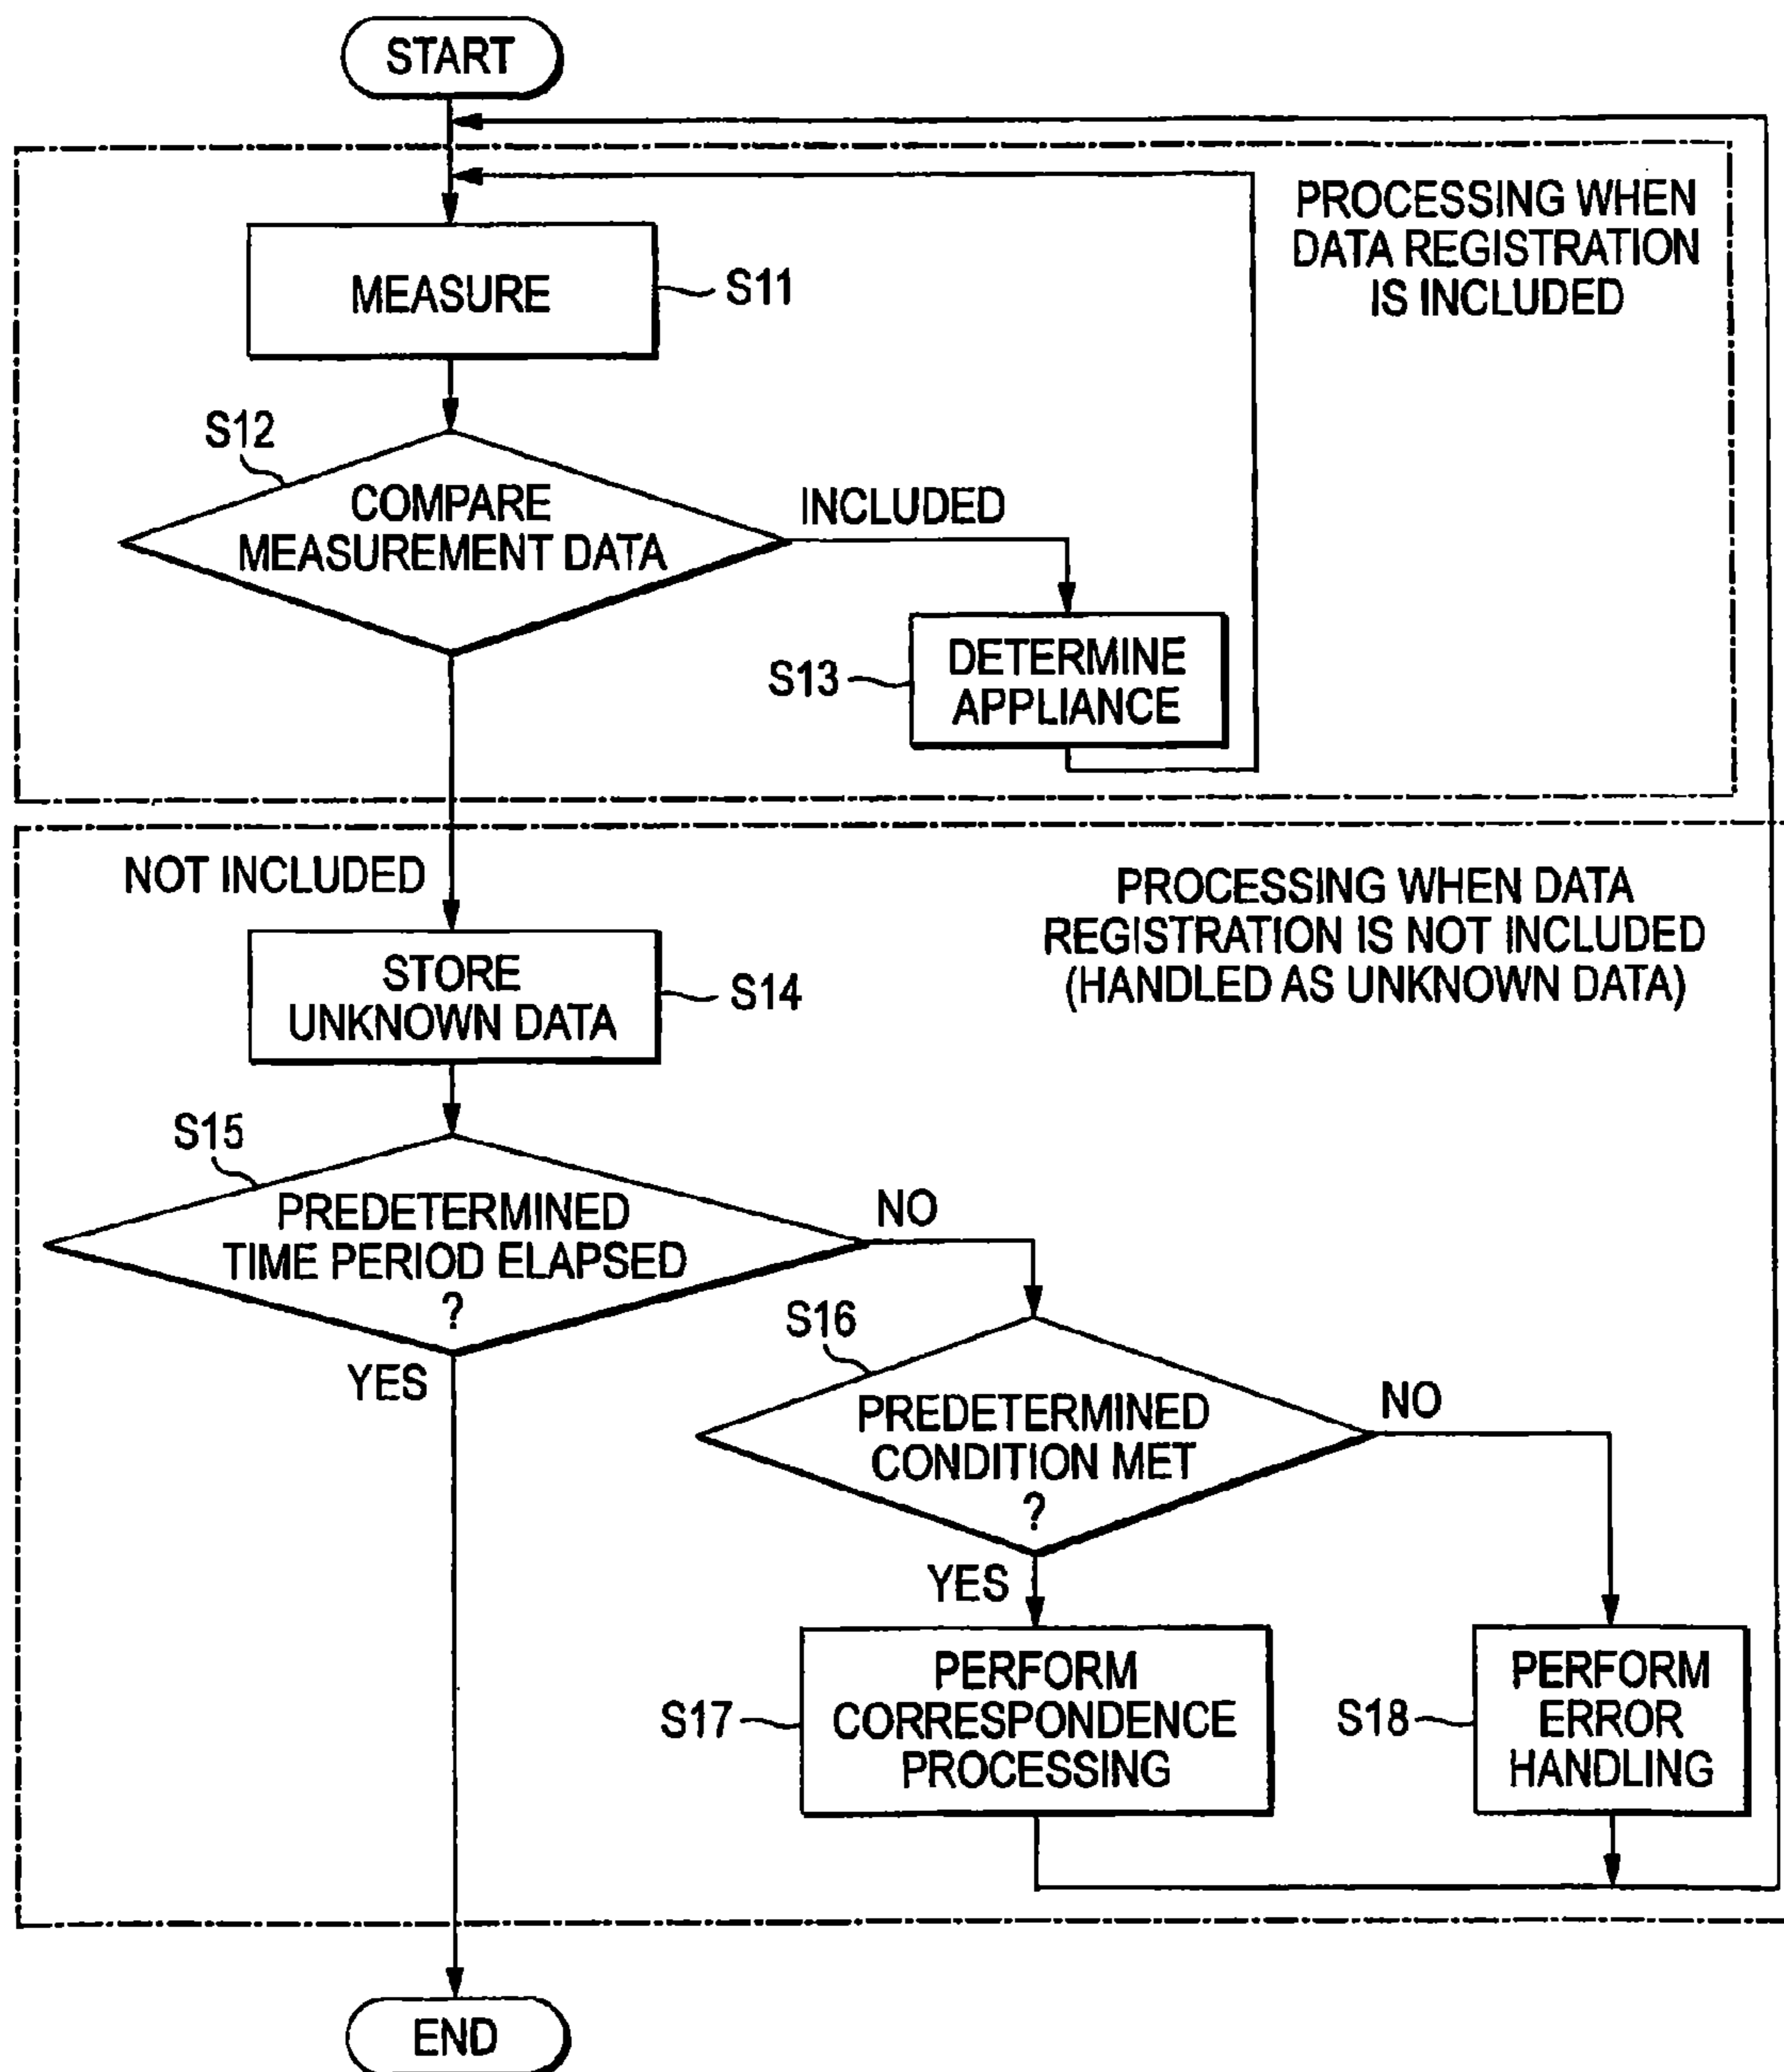 START
PROCESSING WHEN
DATA REGISTRATION
IS INCLUDED
MEASURE
S11
S12
COMPARE
MEASUREMENT DATA
INCLUDED
S13
DETERMINE
APPLIANCE
NOT INCLUDED
PROCESSING WHEN DATA
REGISTRATION IS NOT INCLUDED
(HANDLED AS UNKNOWN DATA)
STORE
UNKNOWN DATA
S14
S15
PREDETERMINED
TIME PERIOD ELAPSED
?
NO
YES
S16
PREDETERMINED
CONDITION MET
?
NO
YES
S17
PERFORM
CORRESPONDENCE
PROCESSING
S18
PERFORM
ERROR
HANDLING
END